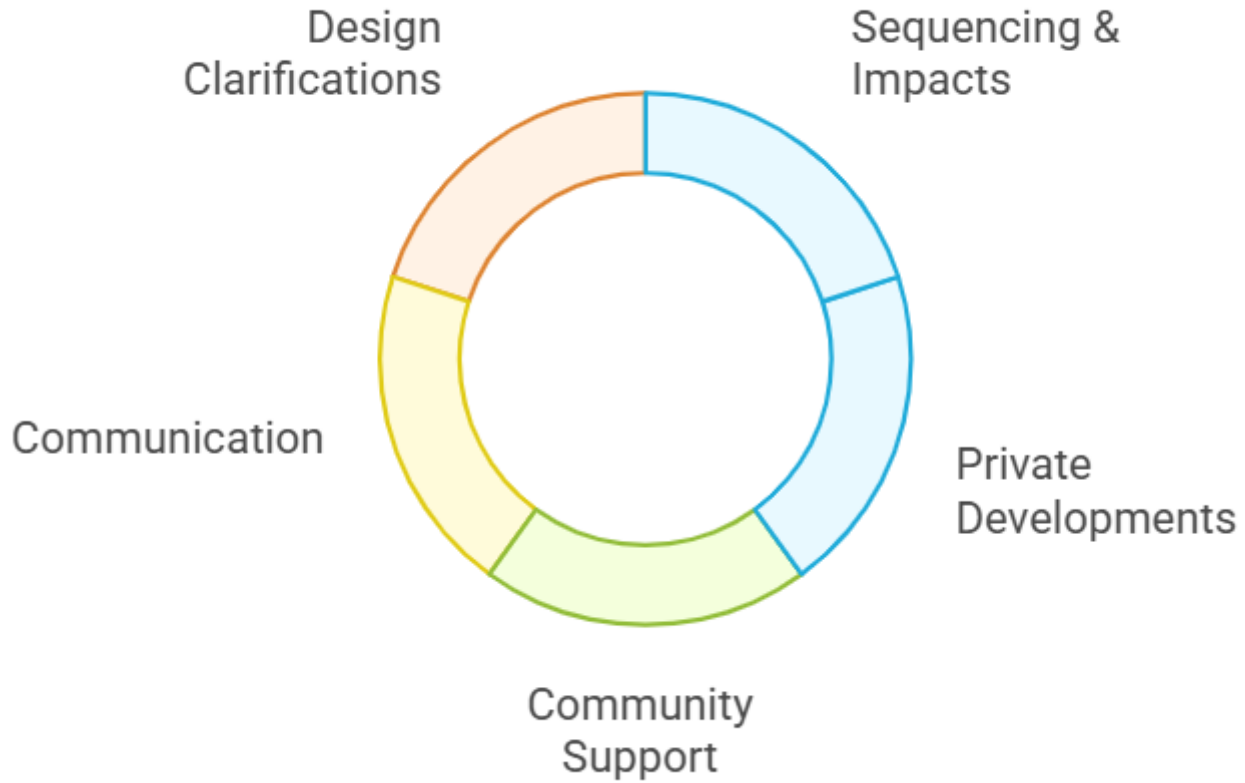 Design
Clarifications
Sequencing &
Impacts
Communication
Private
Developments
Community
Support